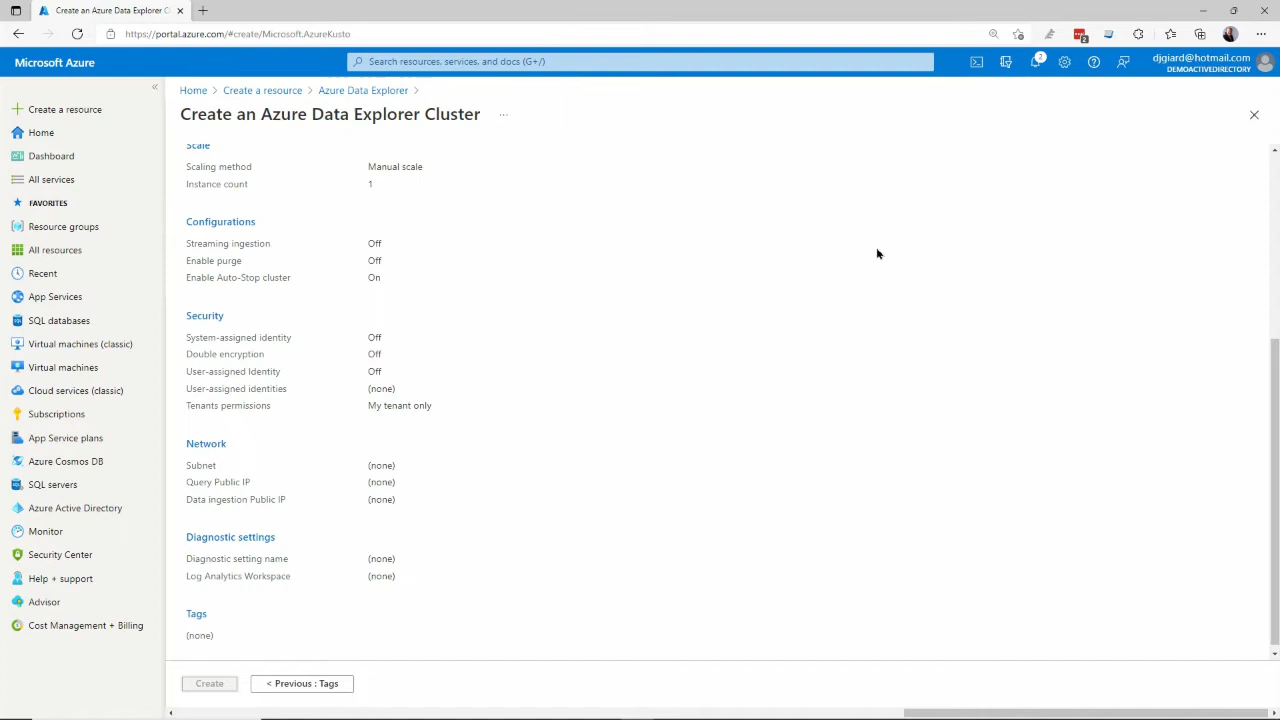 Create an Azure Data Explorer C
https://portal.azure.com/#create/Microsoft.AzureKusto
2
Microsoft Azure
Search resources, services, and docs (G+/)
2
djgiard@hotmail.com
DEMOACTIVEDIRECTORY
Create a resource
Home
Dashboard
All services
FAVORITES
Resource groups
All resources
Recent
App Services
SQL databases
Virtual machines (classic)
Virtual machines
Cloud services (classic)
Subscriptions
App Service plans
Azure Cosmos DB
SQL servers
Azure Active Directory
Monitor
Security Center
Help + support
Advisor
Cost Management + Billing
Home > Create a resource > Azure Data Explorer >
Create an Azure Data Explorer Cluster ...
Scale
Scaling method Manual scale
Instance count 1
Configurations
Streaming ingestion Off
Enable purge Off
Enable Auto-Stop cluster On
Security
System-assigned identity Off
Double encryption Off
User-assigned Identity Off
User-assigned identities (none)
Tenants permissions My tenant only
Network
Subnet (none)
Query Public IP (none)
Data ingestion Public IP (none)
Diagnostic settings
Diagnostic setting name (none)
Log Analytics Workspace (none)
Tags
(none)
Create < Previous : Tags